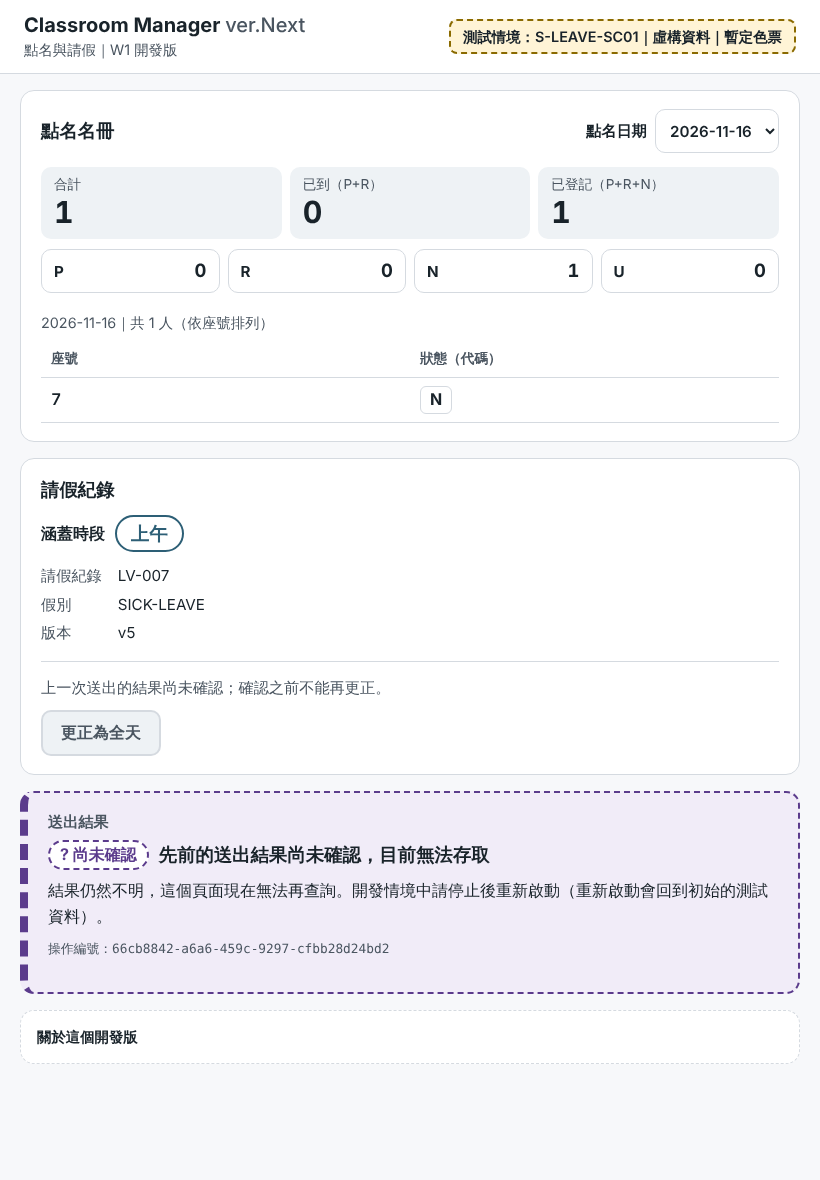 Classroom Manager ver.Next
點名與請假｜W1 開發版
測試情境：S-LEAVE-SC01｜虛構資料｜暫定色票
點名名冊
點名日期 2026-11-16
合計 已到（P+R） 已登記（P+R+N）
1 0 1
P 0 R 0 N 1 U 0
2026-11-16｜共 1 人（依座號排列）
座號 狀態（代碼）
7 N
請假紀錄
涵蓋時段 上午
請假紀錄 LV-007
假別 SICK-LEAVE
版本 v5
上一次送出的結果尚未確認；確認之前不能再更正。
更正為全天
送出結果
? 尚未確認 先前的送出結果尚未確認，目前無法存取
結果仍然不明，這個頁面現在無法再查詢。開發情境中請停止後重新啟動（重新啟動會回到初始的測試
資料）。
操作編號：66cb8842-a6a6-459c-9297-cfbb28d24bd2
關於這個開發版